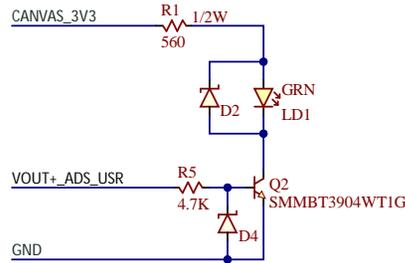 CANVAS_3V3
R1 1/2W
560
D2
GRN
LD1
VOUT+_ADS_USR
R5
4.7K
Q2
SMMBT3904WT1G
D4
GND